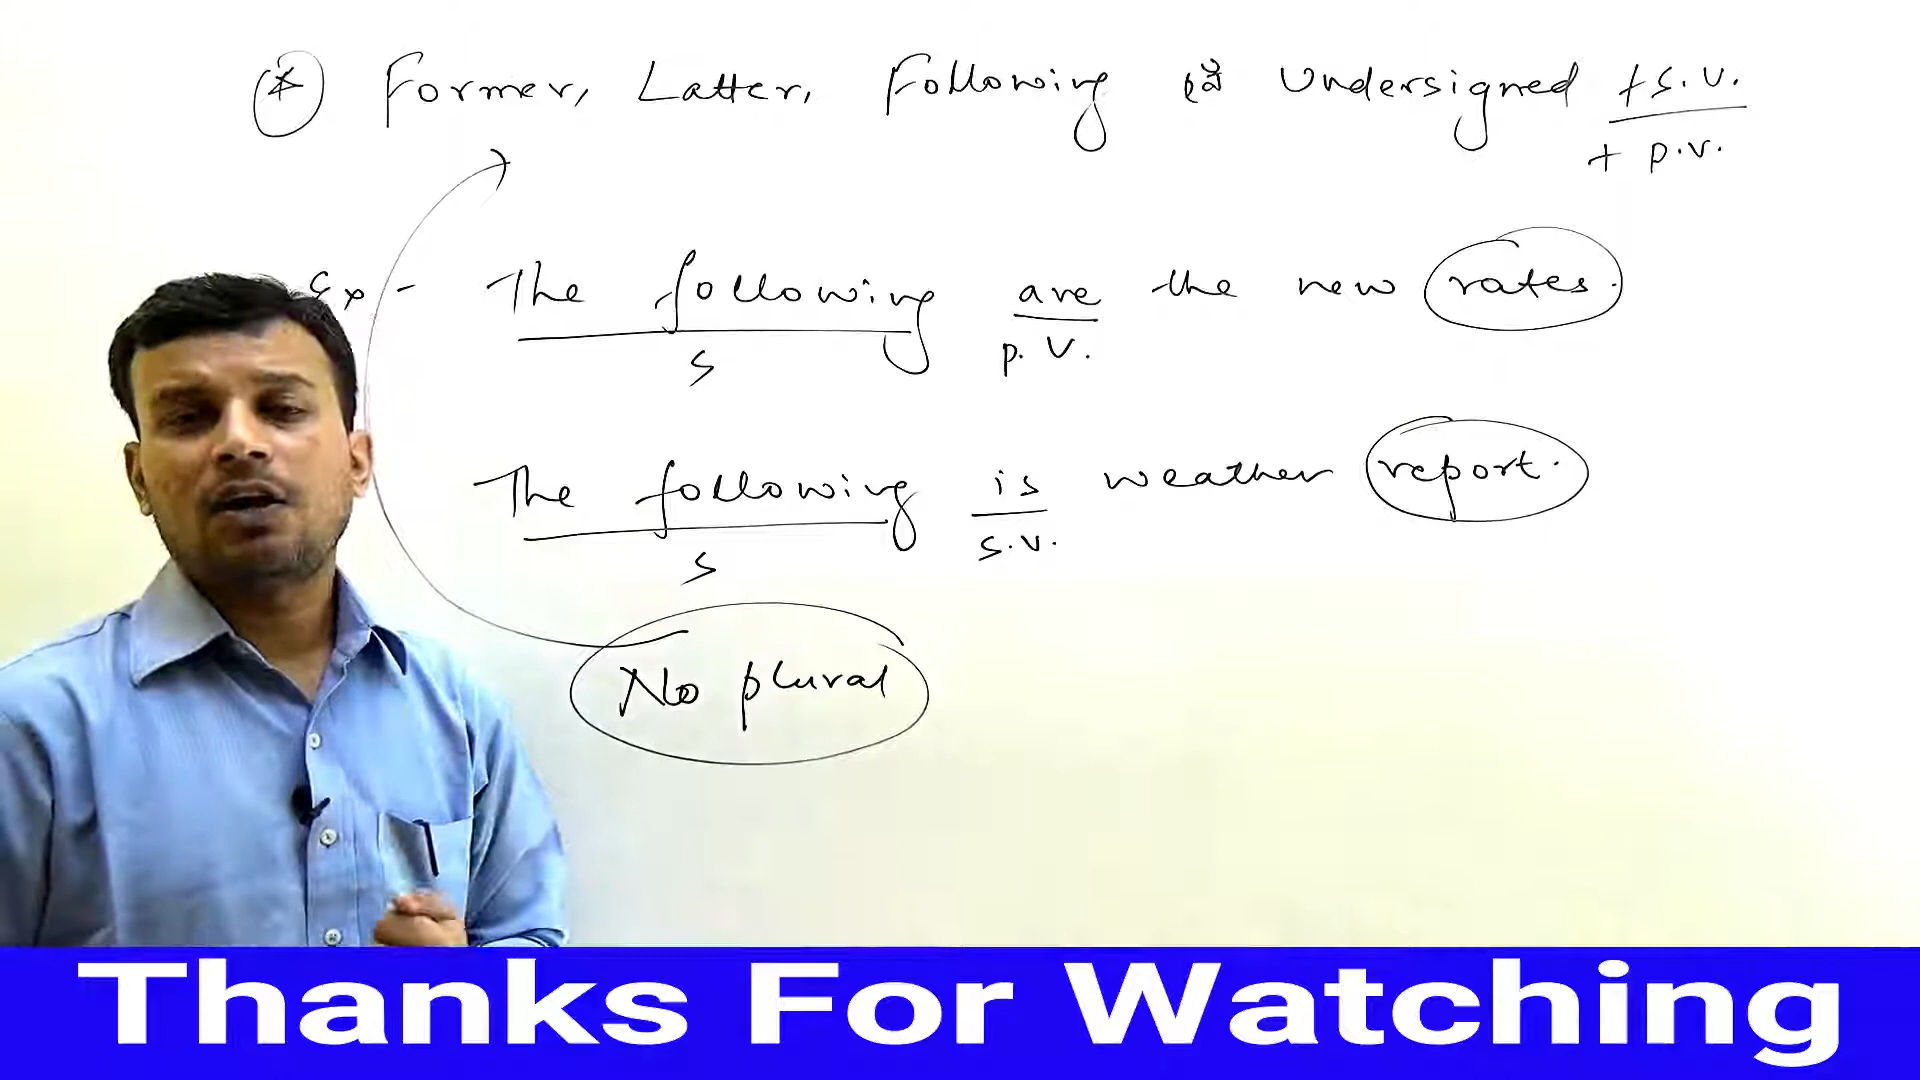 * Former, Latter, Following एवं Undersigned + S.V.
+ P.V.
Ex - The following are the new rates.
S P.V.
The following is weather report.
S S.V.
No plural
Thanks For Watching